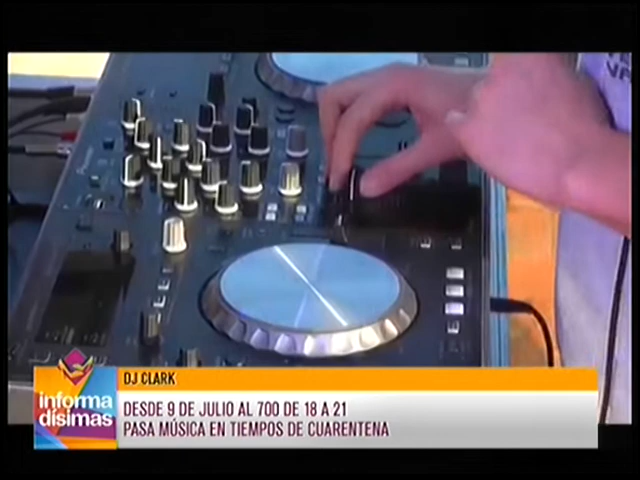 DJ CLARK
informa
disimas
DESDE 9 DE JULIO AL 700 DE 18 A 21
PASA MÚSICA EN TIEMPOS DE CUARENTENA